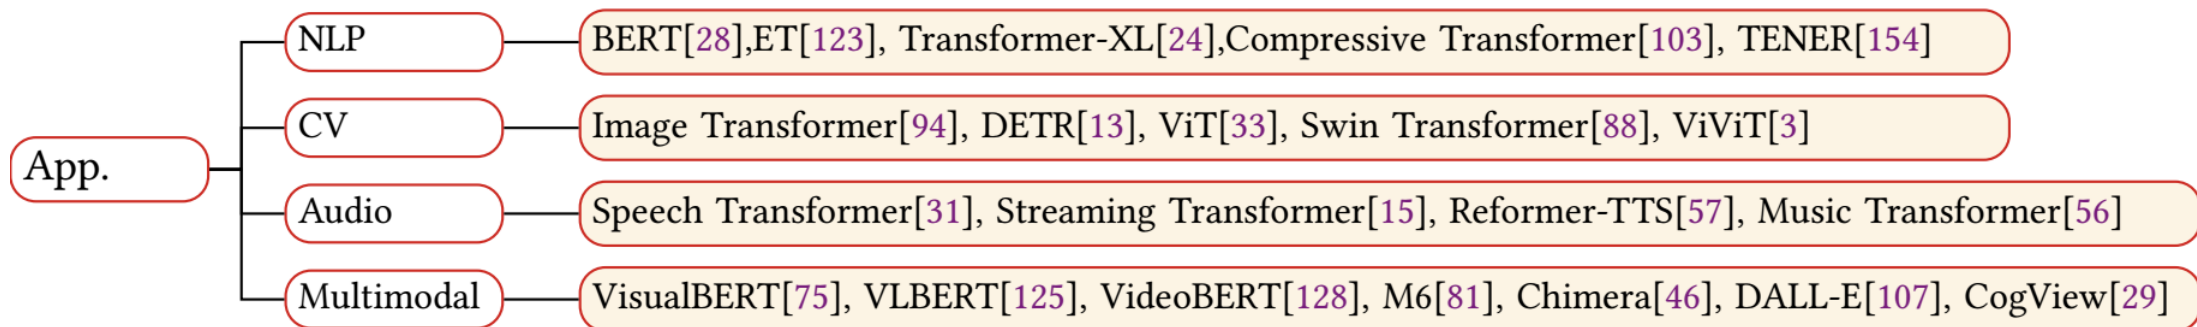 NLP
BERT[28],ET[123], Transformer-XL[24],Compressive Transformer[103], TENER[154]
CV
Image Transformer[94], DETR[13], ViT[33], Swin Transformer[88], ViViT[3]
App.
Audio
Speech Transformer[31], Streaming Transformer[15], Reformer-TTS[57], Music Transformer[56]
Multimodal
VisualBERT[75], VLBERT[125], VideoBERT[128], M6[81], Chimera[46], DALL-E[107], CogView[29]